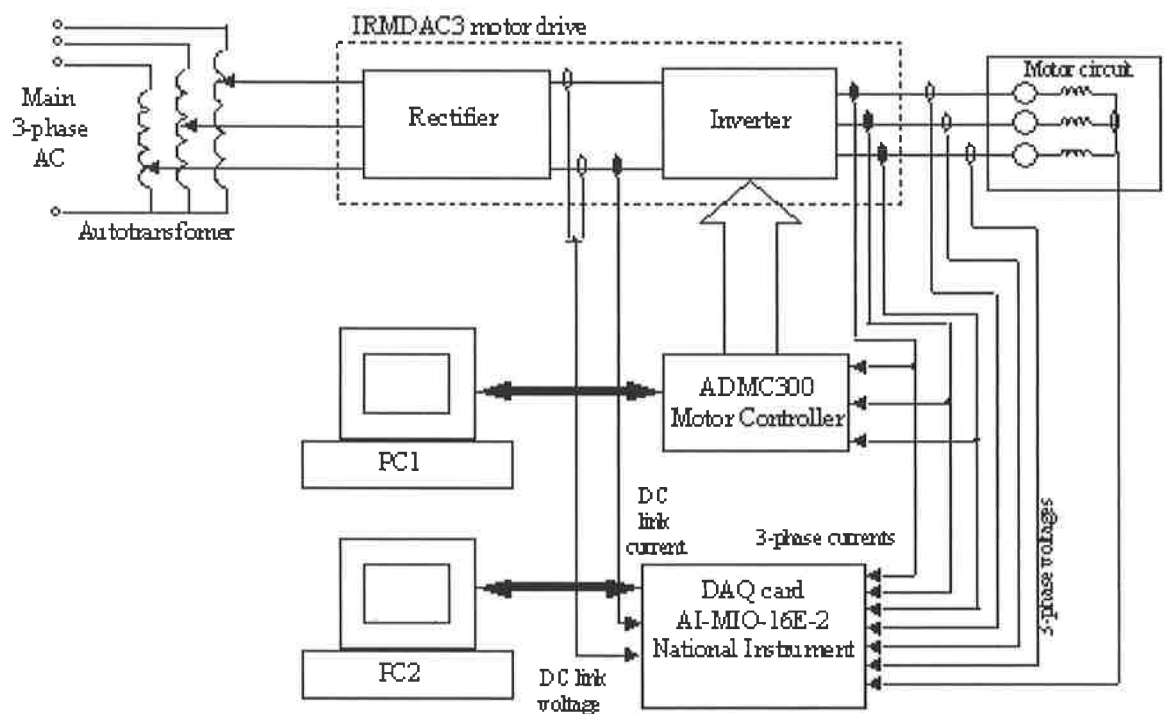 IRMDAC3 motor drive
Main
3-phase
AC
Autotransfomer
Rectifier
Inverter
Motor circuit
ADMC300
Motor Controller
PC1
DC
link
current
3-phase currents
3-phase voltages
DAQ card
AI-MIO-16E-2
National Instrument
PC2
DC link
voltage